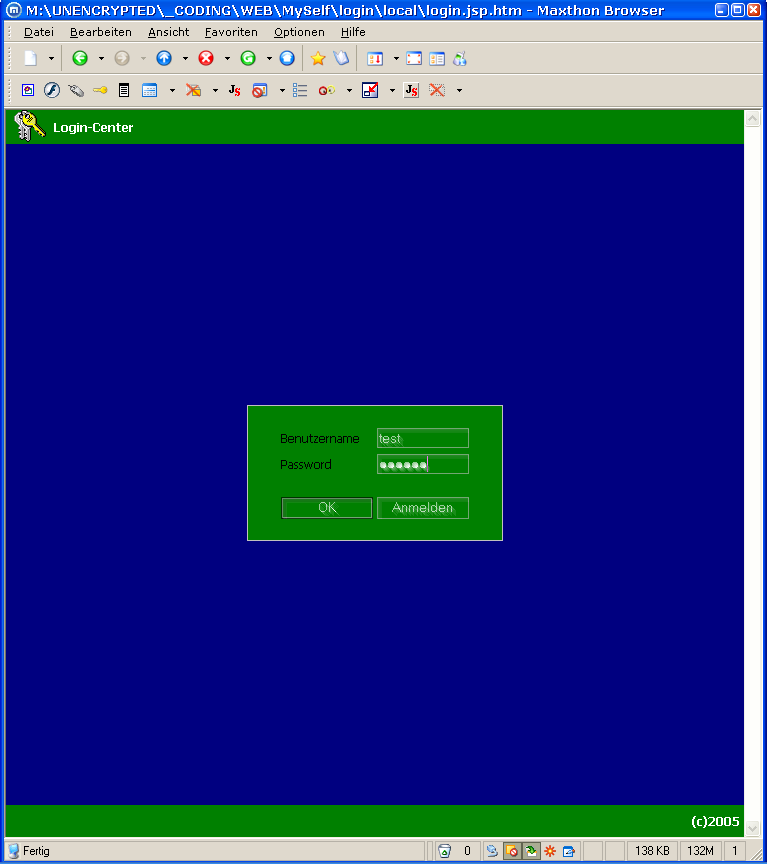 M:\UNENCRYPTED\_CODING\WEB\MySelf\login\local\login.jsp.htm - Maxthon Browser
Datei Bearbeiten Ansicht Favoriten Optionen Hilfe
Login-Center
Benutzername test
Password ●●●●●●
OK Anmelden
(c)2005
Fertig 0 138 KB 132M 1